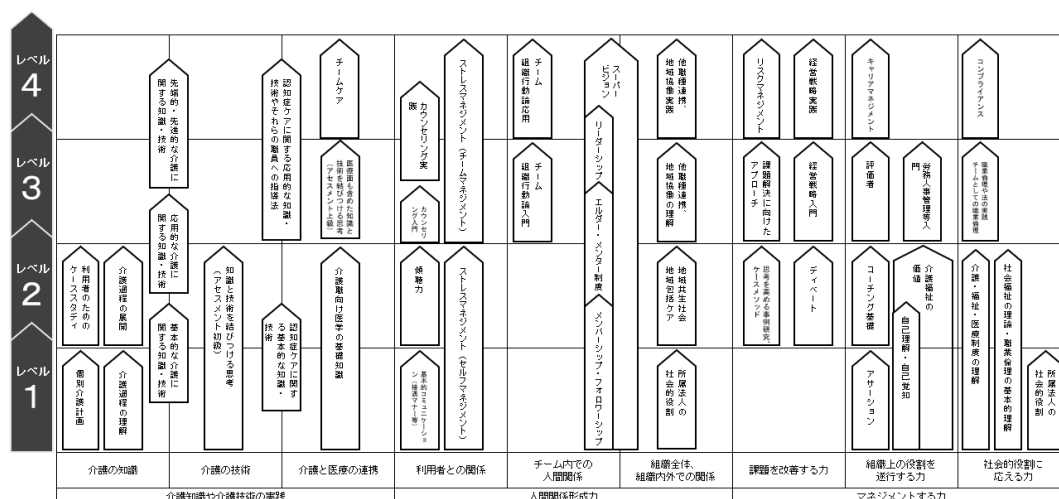 レベル
4
レベル
3
レベル
2
レベル
1
利用者のための
ケーススタディ
介護過程の展開
個別介護計画
介護過程の理解
先端的・先進的な介護に
関する知識・技術
応用的な介護に
関する知識・技術
基本的な介護に
関する知識・技術
知識と技術を結びつける思考
(アセスメント初級)
認知症ケアに関する応用的な知識・
技術やそれらの職員への指導法
認知症ケアに関す
る基本的な知識・
技術
チームケア
医療面も含めた知識と
技術を結びつける思考
(アセスメント上級)
介護職向け医学の基礎知識
カウンセリング実
践
カウンセリ
ング入門
傾聴力
基本的コミュニケーショ
ン(接遇マナー等)
ストレスマネジメント(チームマネジメント)
ストレスマネジメント(セルフマネジメント)
チーム
組織行動論応用
チーム
組織行動論入門
スーパー
ビジョン
リーダーシップ
エルダー・メンター制度
メンバーシップ・フォロワーシップ
他職種連携、
地域協働実践
他職種連携、
地域協働の理解
地域共生社会
地域包括ケア
所属法人の
社会的役割
リスクマネジメント
課題解決に向けた
アプローチ
思考を高める事例研究、
ケースメソッド
経営戦略実践
経営戦略入門
ディベート
キャリアマネジメント
評価者
労務人事管理等入
門
コーチング基礎
介護福祉の
価値
自己理解・自己覚知
アサーション
コンプライアンス
職業倫理や法の実践
チームとしての職業倫理
介護・福祉・医療制度の理解
社会福祉の理論・職業倫理の基本的理解
所属法人の
社会的役割
介護の知識
介護の技術
介護と医療の連携
利用者との関係
チーム内での
人間関係
組織全体、
組織内外での関係
課題を改善する力
組織上の役割を
遂行する力
社会的役割に
応える力
介護知識や介護技術の実践
人間関係形成力
マネジメントする力